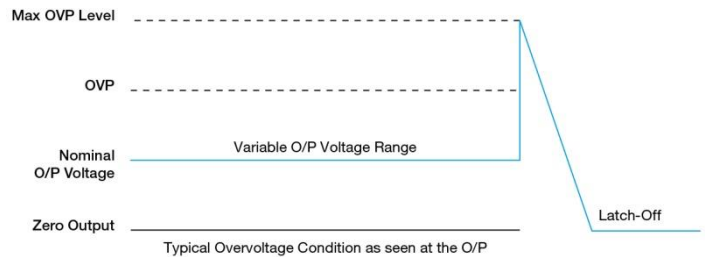 Max OVP Level
OVP
Variable O/P Voltage Range
Nominal
O/P Voltage
Latch-Off
Zero Output
Typical Overvoltage Condition as seen at the O/P